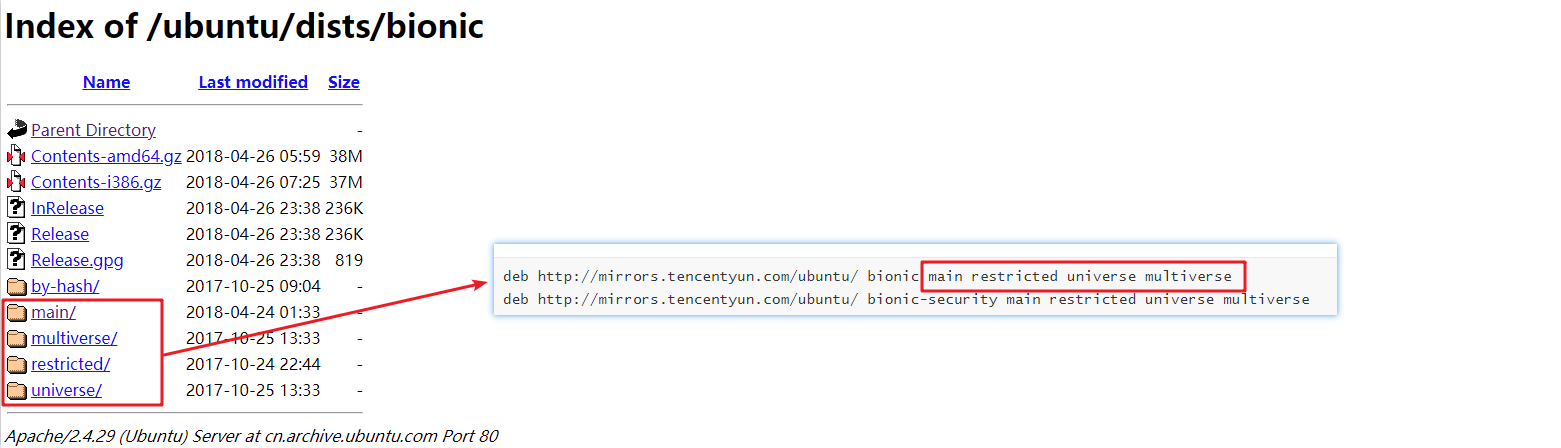 Index of /ubuntu/dists/bionic
Name Last modified Size
Parent Directory -
Contents-amd64.gz 2018-04-26 05:59 38M
Contents-i386.gz 2018-04-26 07:25 37M
InRelease 2018-04-26 23:38 236K
Release 2018-04-26 23:38 236K
Release.gpg 2018-04-26 23:38 819
by-hash/ 2017-10-25 09:04 -
main/ 2018-04-24 01:33 -
multiverse/ 2017-10-25 13:33 -
restricted/ 2017-10-24 22:44 -
universe/ 2017-10-25 13:33 -
Apache/2.4.29 (Ubuntu) Server at cn.archive.ubuntu.com Port 80
deb http://mirrors.tencentyun.com/ubuntu/ bionic main restricted universe multiverse
deb http://mirrors.tencentyun.com/ubuntu/ bionic-security main restricted universe multiverse